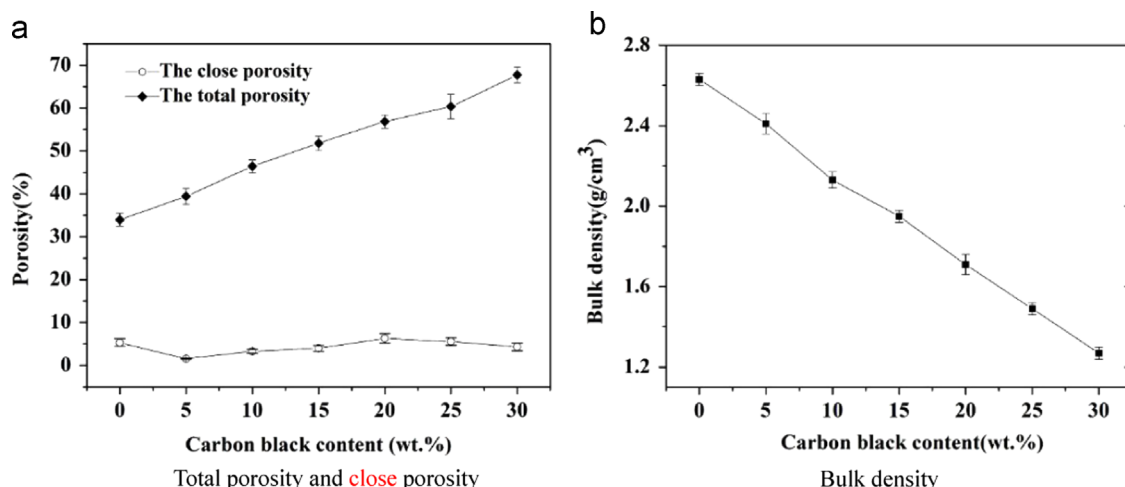 a
70
60
50
40
30
20
10
0
Porosity(%)
The close porosity
The total porosity
0 5 10 15 20 25 30
Carbon black content (wt.%)
Total porosity and close porosity
b
2.8
2.4
2.0
1.6
1.2
Bulk density(g/cm³)
0 5 10 15 20 25 30
Carbon black content(wt.%)
Bulk density